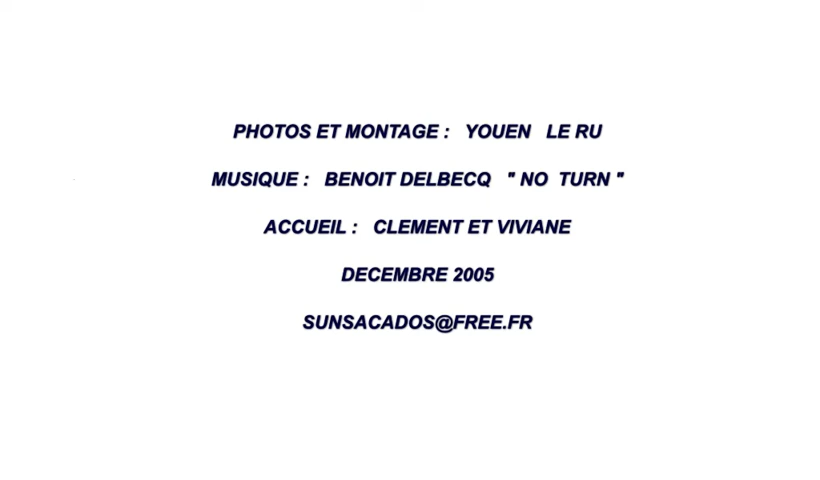 PHOTOS ET MONTAGE : YOUEN LE RU
MUSIQUE : BENOIT DELBECQ " NO TURN "
ACCUEIL : CLEMENT ET VIVIANE
DECEMBRE 2005
SUNSACADOS@FREE.FR